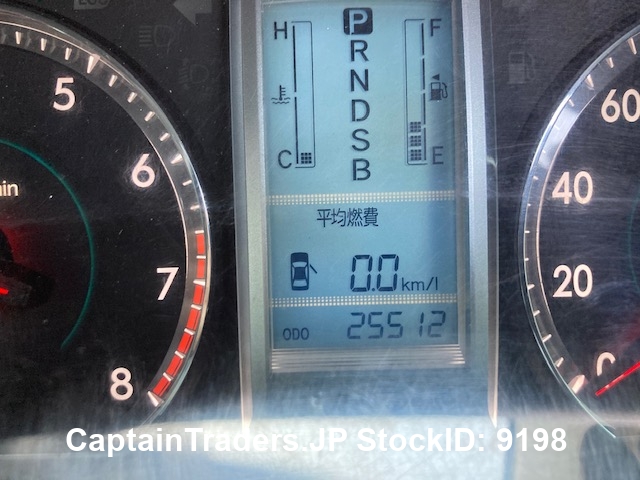 H P F
R
N
D
S
C B E
平均燃費
0.0 km/l
ODO 25512
5
6
7
8
60
40
20
0
CaptainTraders.JP StockID: 9198